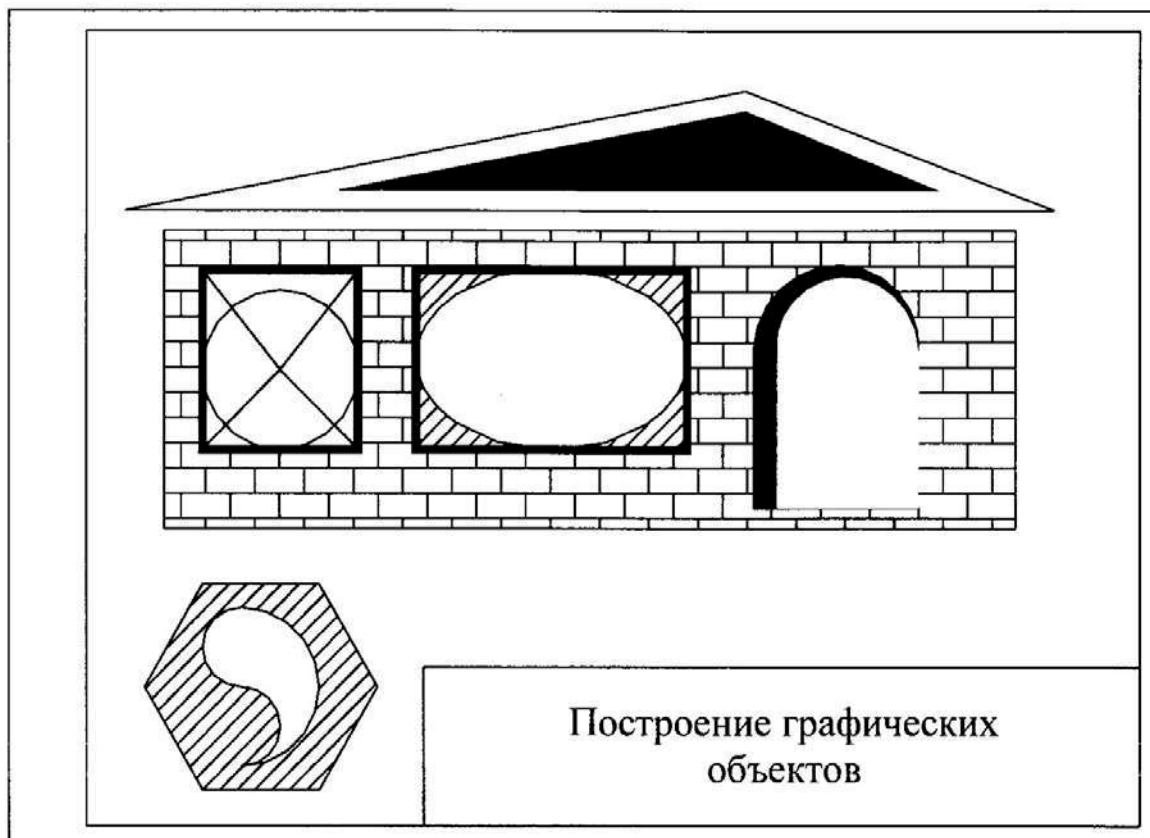 Построение графических
объектов